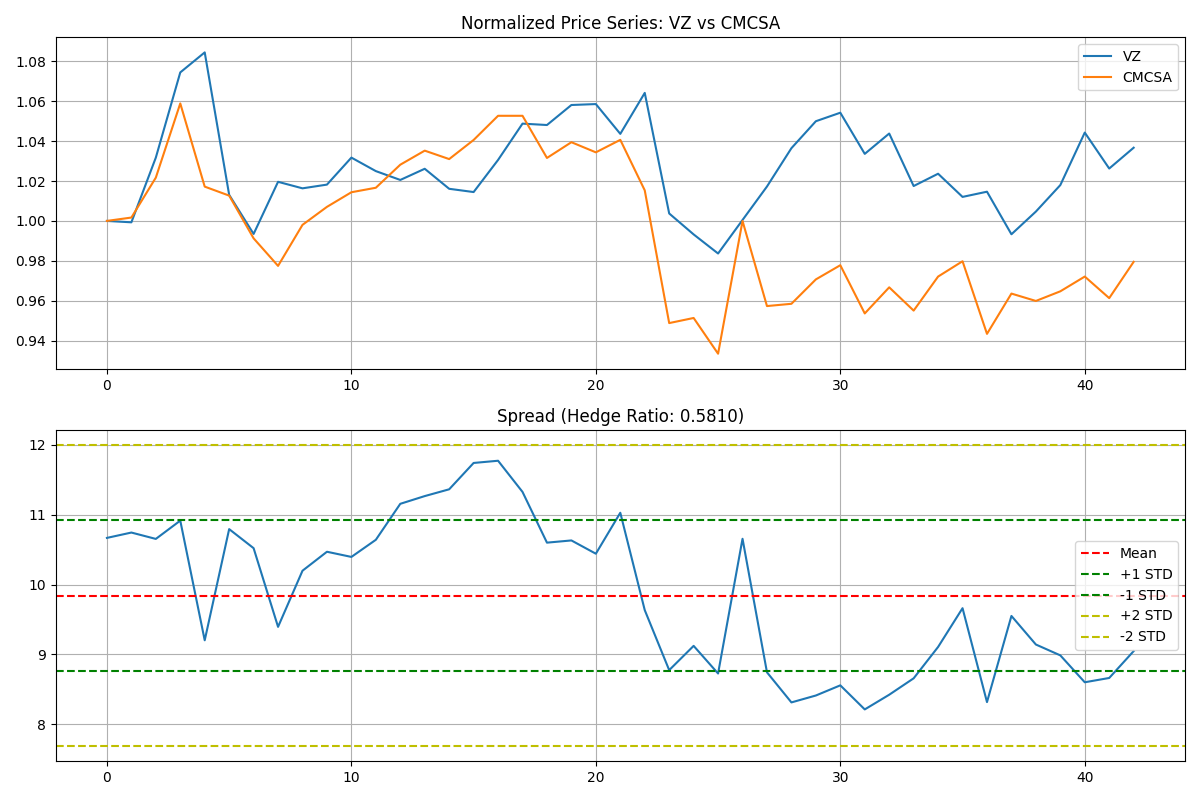 Normalized Price Series: VZ vs CMCSA
1.08
1.06
1.04
1.02
1.00
0.98
0.96
0.94
VZ
CMCSA
0 10 20 30 40
Spread (Hedge Ratio: 0.5810)
12
11
10
9
8
Mean
+1 STD
-1 STD
+2 STD
-2 STD
0 10 20 30 40